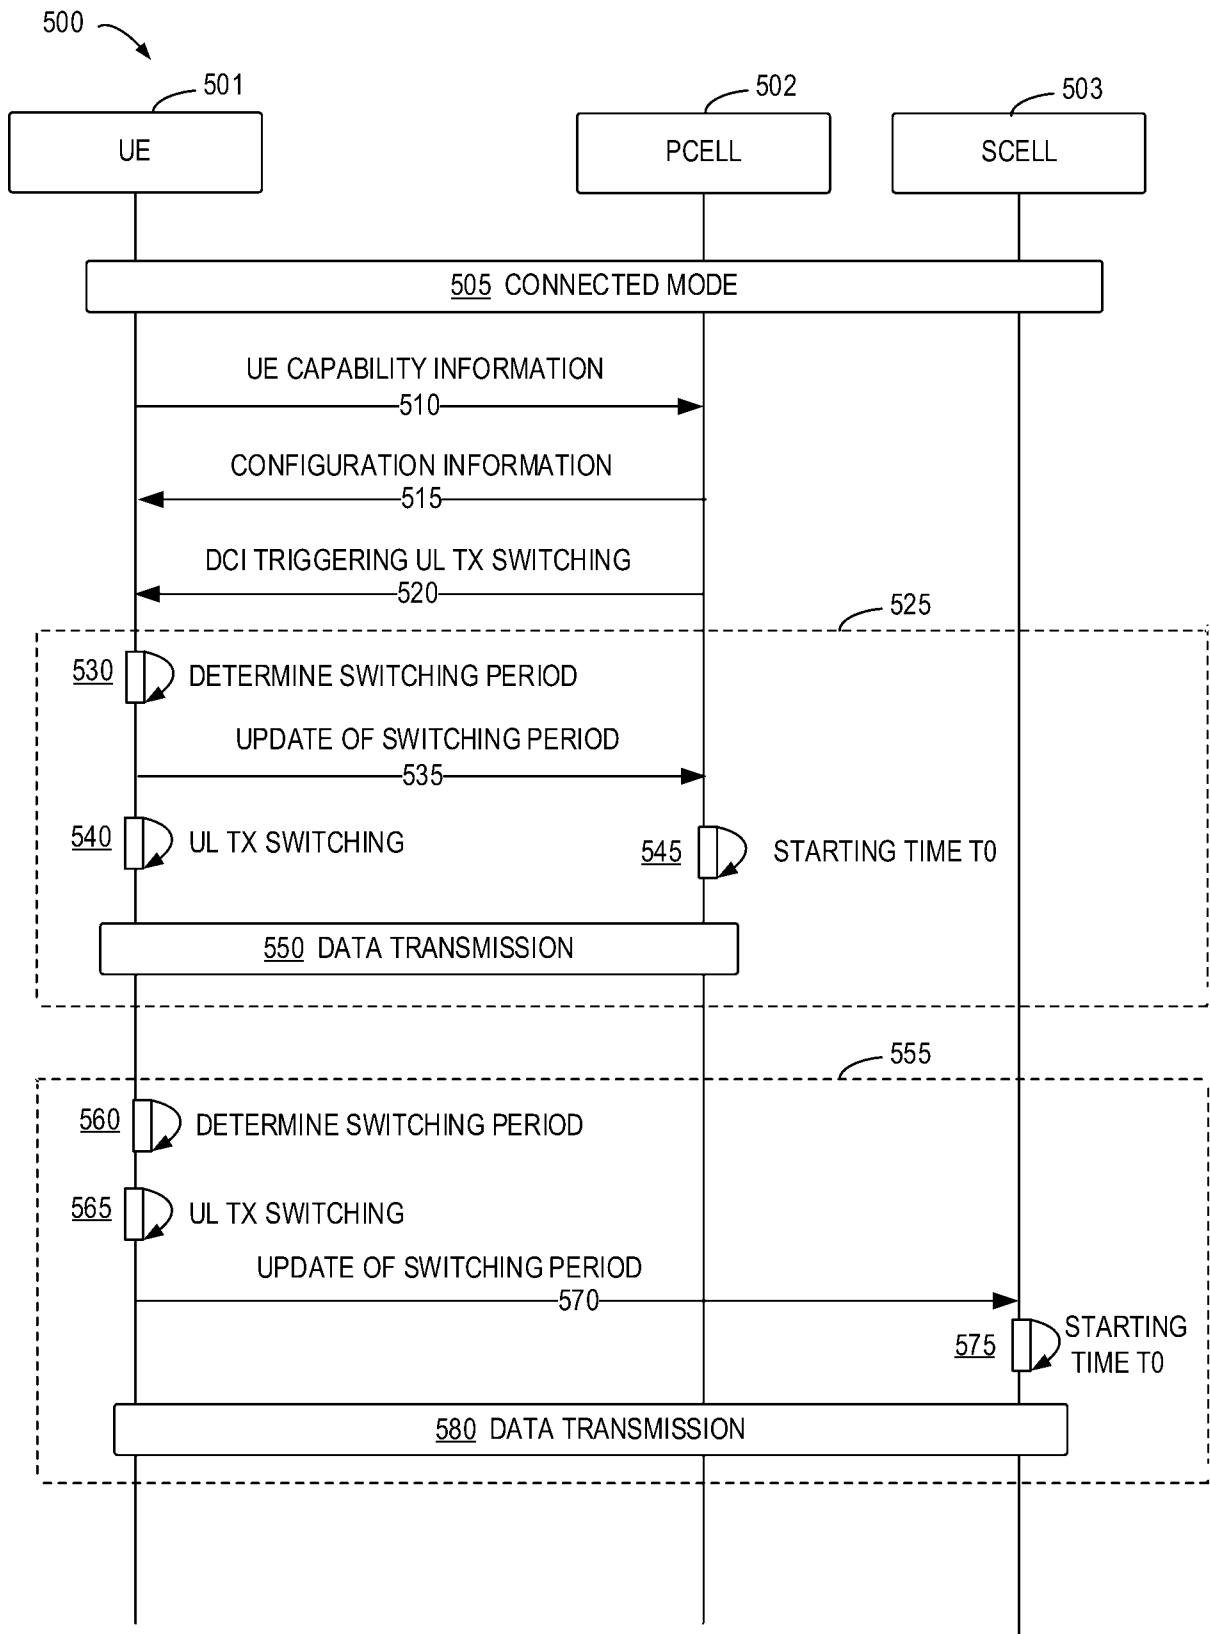 500
501
502
503
UE
PCELL
SCELL
505 CONNECTED MODE
UE CAPABILITY INFORMATION
510
CONFIGURATION INFORMATION
515
DCI TRIGGERING UL TX SWITCHING
520
525
530 DETERMINE SWITCHING PERIOD
UPDATE OF SWITCHING PERIOD
535
540 UL TX SWITCHING
545 STARTING TIME T0
550 DATA TRANSMISSION
555
560 DETERMINE SWITCHING PERIOD
565 UL TX SWITCHING
UPDATE OF SWITCHING PERIOD
570
575
STARTING
TIME T0
580 DATA TRANSMISSION